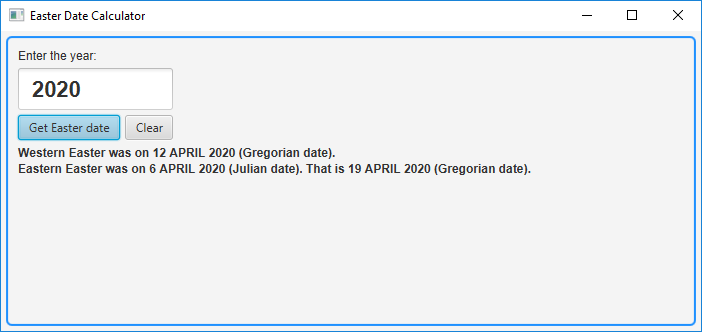 Easter Date Calculator
Enter the year:
2020
Get Easter date Clear
Western Easter was on 12 APRIL 2020 (Gregorian date).
Eastern Easter was on 6 APRIL 2020 (Julian date). That is 19 APRIL 2020 (Gregorian date).